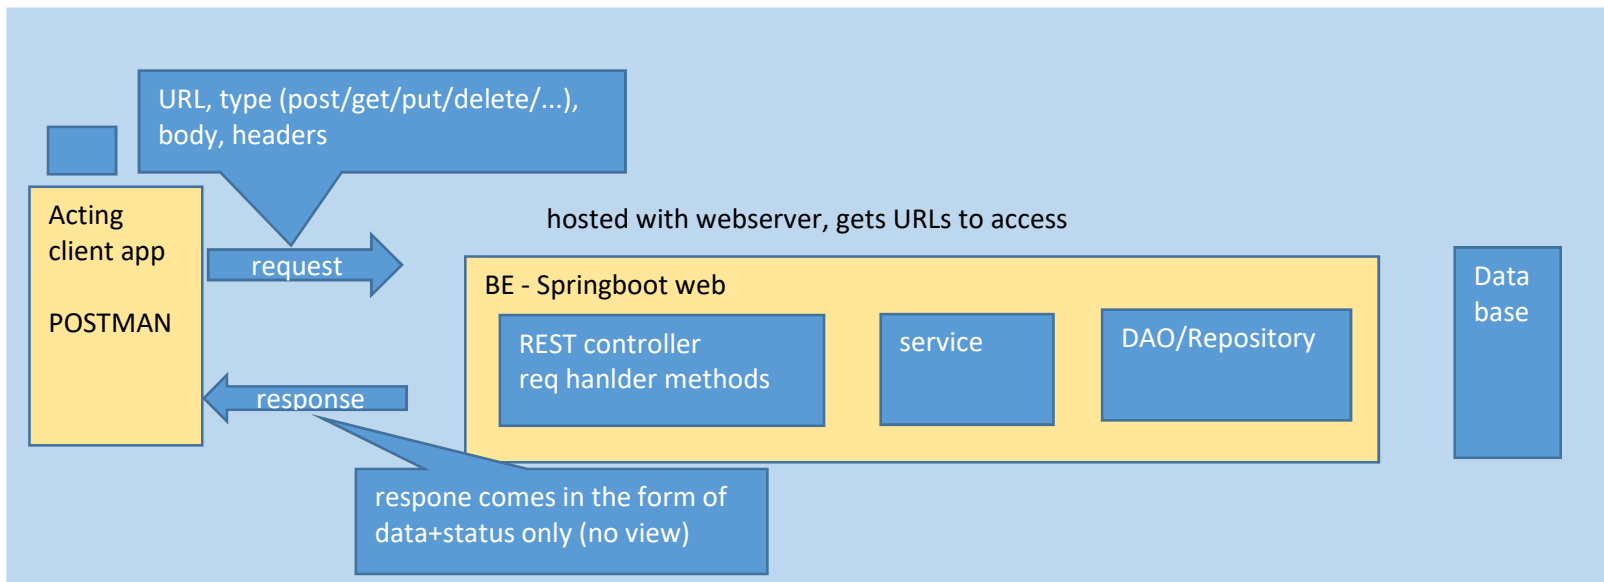 URL, type (post/get/put/delete/...),
body, headers
Acting
client app
POSTMAN
request
response
hosted with webserver, gets URLs to access
BE - Springboot web
REST controller
req hanlder methods
service
DAO/Repository
Data
base
respone comes in the form of
data+status only (no view)